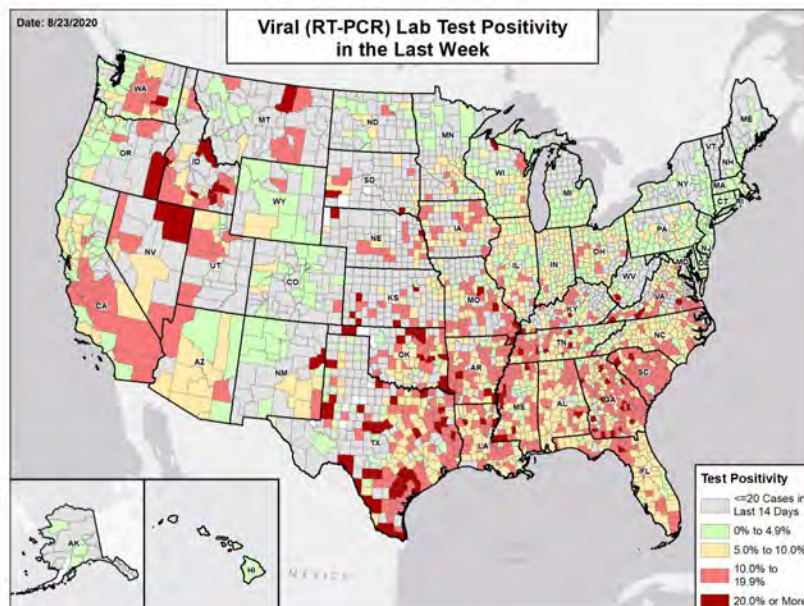 Date: 8/23/2020
Viral (RT-PCR) Lab Test Positivity
in the Last Week
WA
MT
ND
MN
ME
OR
ID
SD
WI
VT
NH
NY
MA
CT
RI
WY
MI
NE
IA
PA
NJ
NV
UT
CO
IL
IN
OH
MD
DE
WV
VA
CA
KS
MO
KY
NC
AZ
NM
OK
AR
TN
SC
TX
LA
MS
AL
GA
FL
AK
HI
MEXICO
Test Positivity
<=20 Cases in
Last 14 Days
0% to 4.9%
5.0% to 10.0%
10.0% to
19.9%
20.0% or More